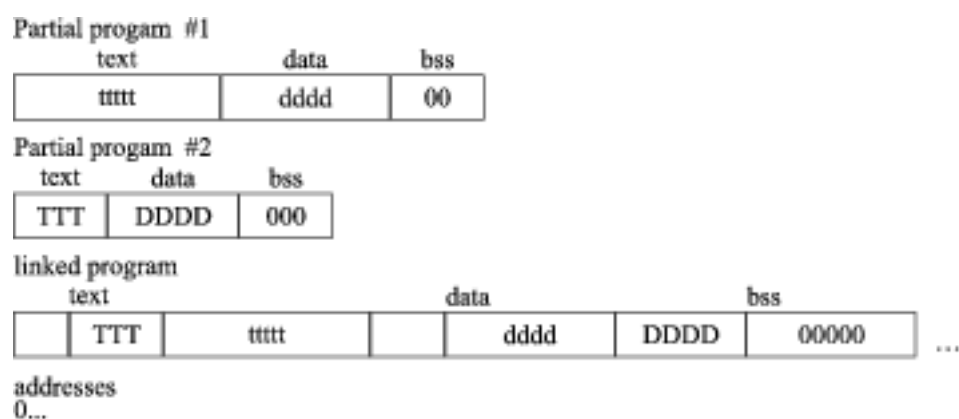 Partial progam #1
text data bss
ttttt dddd 00
Partial progam #2
text data bss
TTT DDDD 000
linked program
text data bss
TTT ttttt dddd DDDD 00000 ...
addresses
0...